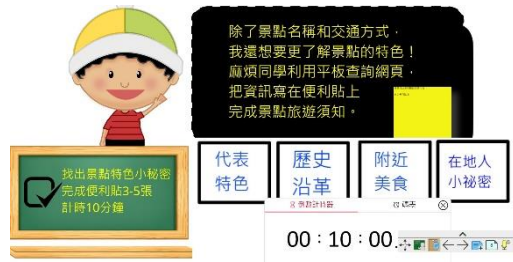 除了景點名稱和交通方式，
我還想要更了解景點的特色！
麻煩同學利用平板查詢網頁，
把資訊寫在便利貼上
完成景點旅遊須知。
找出景點特色小秘密
完成便利貼3-5張
計時10分鐘
代表
特色
歷史
沿革
附近
美食
在地人
小祕密
00：10：00.